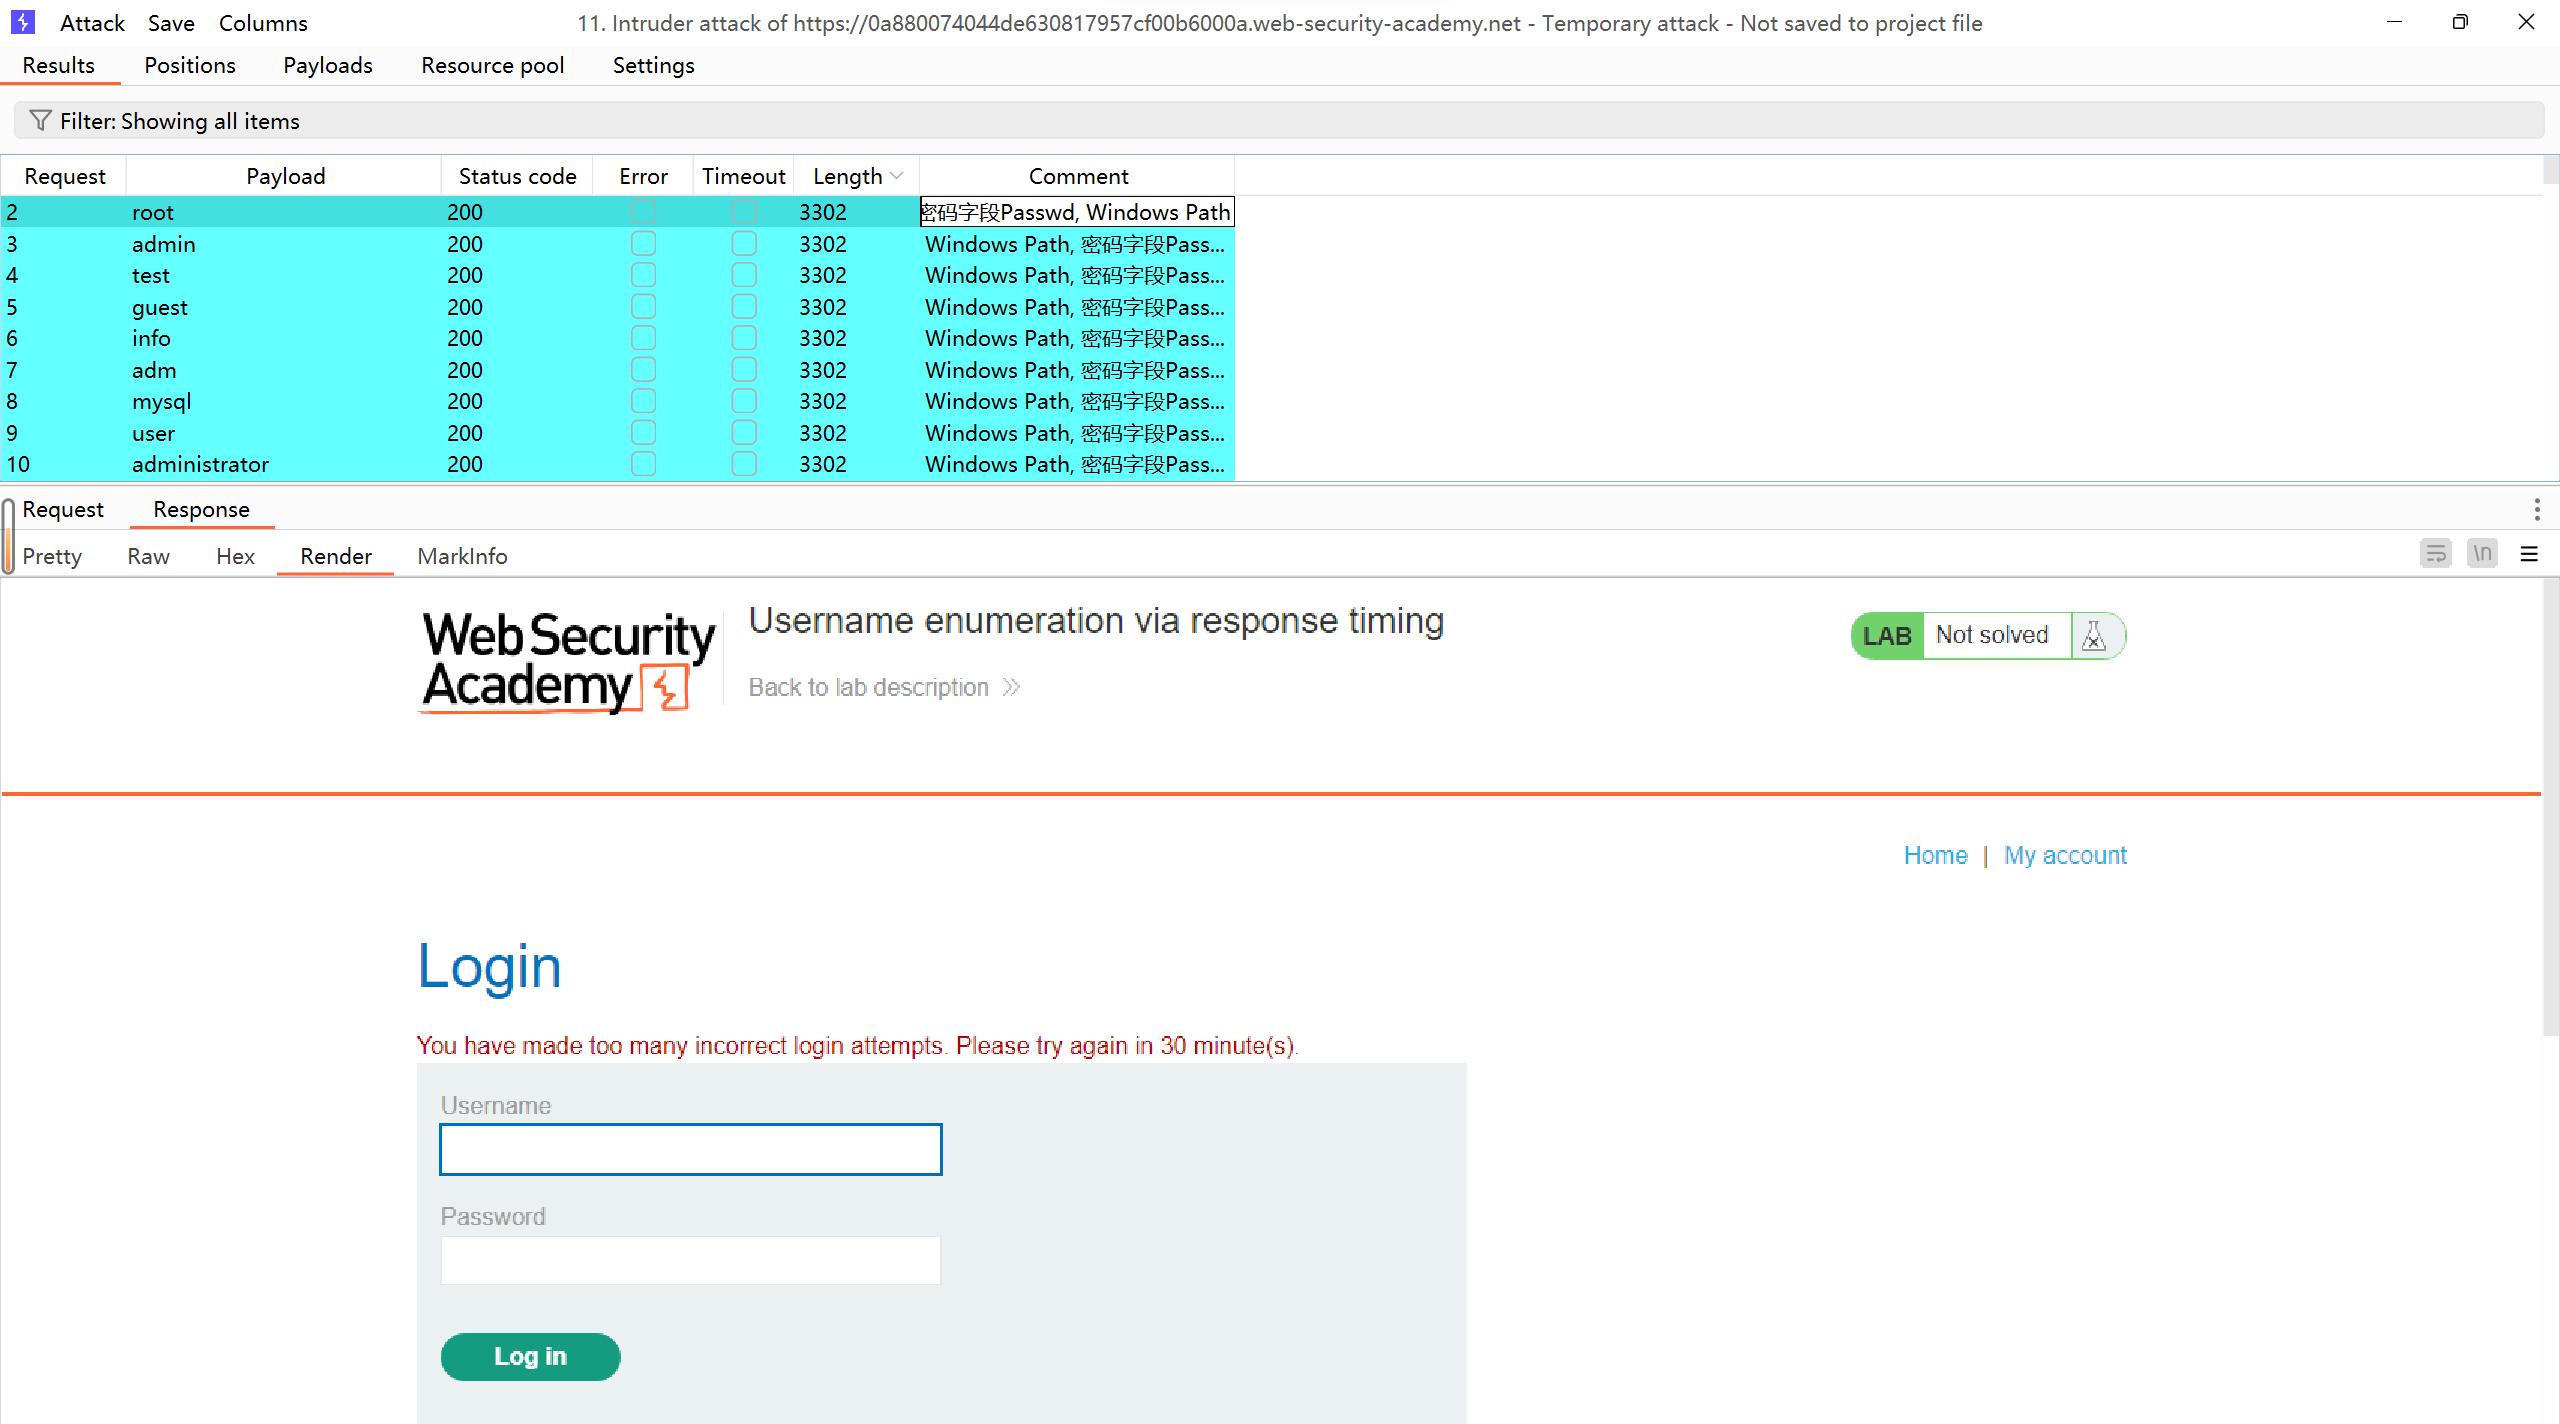 Attack Save Columns 11. Intruder attack of https://0a880074044de630817957cf00b6000a.web-security-academy.net - Temporary attack - Not saved to project file
Results Positions Payloads Resource pool Settings
Filter: Showing all items
Request Payload Status code Error Timeout Length Comment
2 root 200 3302 密码字段Passwd, Windows Path
3 admin 200 3302 Windows Path, 密码字段Pass...
4 test 200 3302 Windows Path, 密码字段Pass...
5 guest 200 3302 Windows Path, 密码字段Pass...
6 info 200 3302 Windows Path, 密码字段Pass...
7 adm 200 3302 Windows Path, 密码字段Pass...
8 mysql 200 3302 Windows Path, 密码字段Pass...
9 user 200 3302 Windows Path, 密码字段Pass...
10 administrator 200 3302 Windows Path, 密码字段Pass...
Request Response
Pretty Raw Hex Render MarkInfo \n
Web Security
Academy
Username enumeration via response timing
LAB Not solved
Back to lab description
Home | My account
Login
You have made too many incorrect login attempts. Please try again in 30 minute(s).
Username
Password
Log in